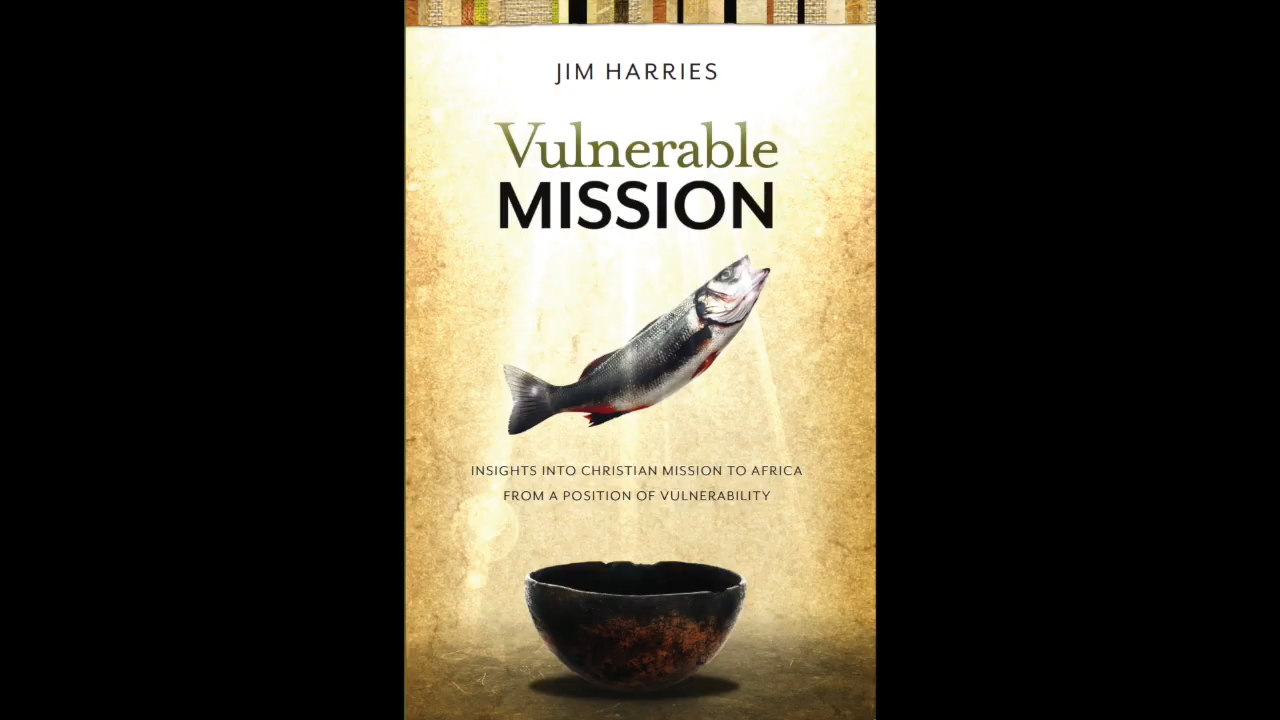 JIM HARRIES
Vulnerable
MISSION
INSIGHTS INTO CHRISTIAN MISSION TO AFRICA
FROM A POSITION OF VULNERABILITY